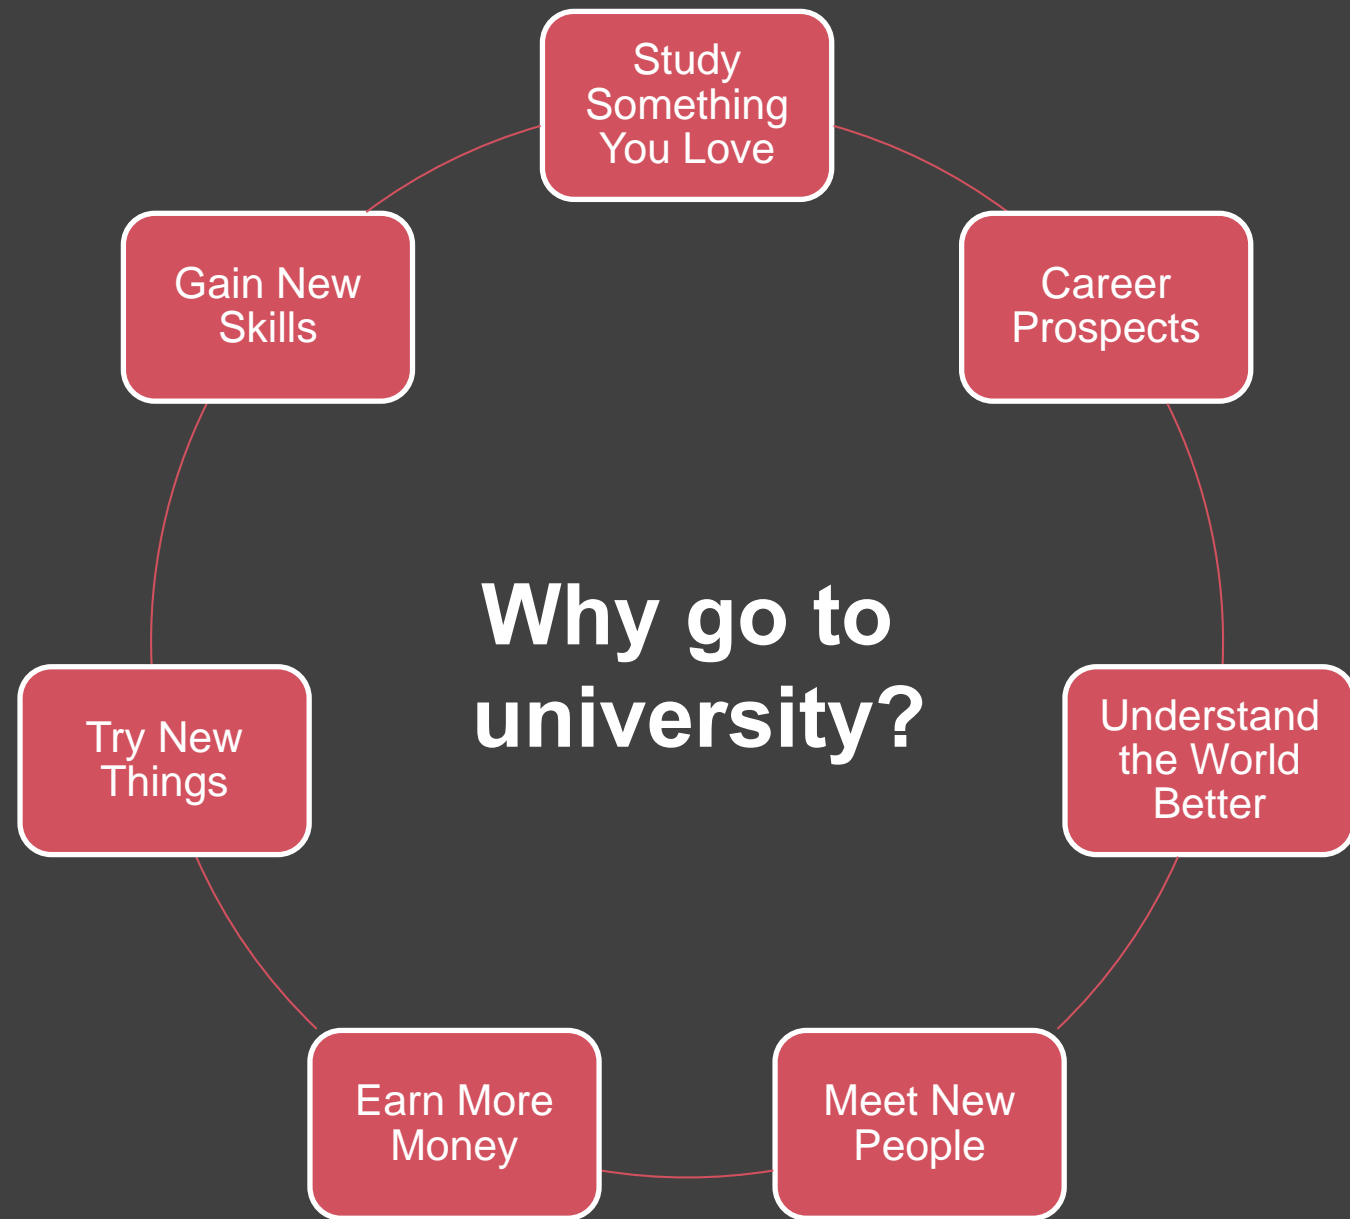 Study
Something
You Love
Career
Prospects
Understand
the World
Better
Meet New
People
Earn More
Money
Try New
Things
Gain New
Skills
Why go to
university?